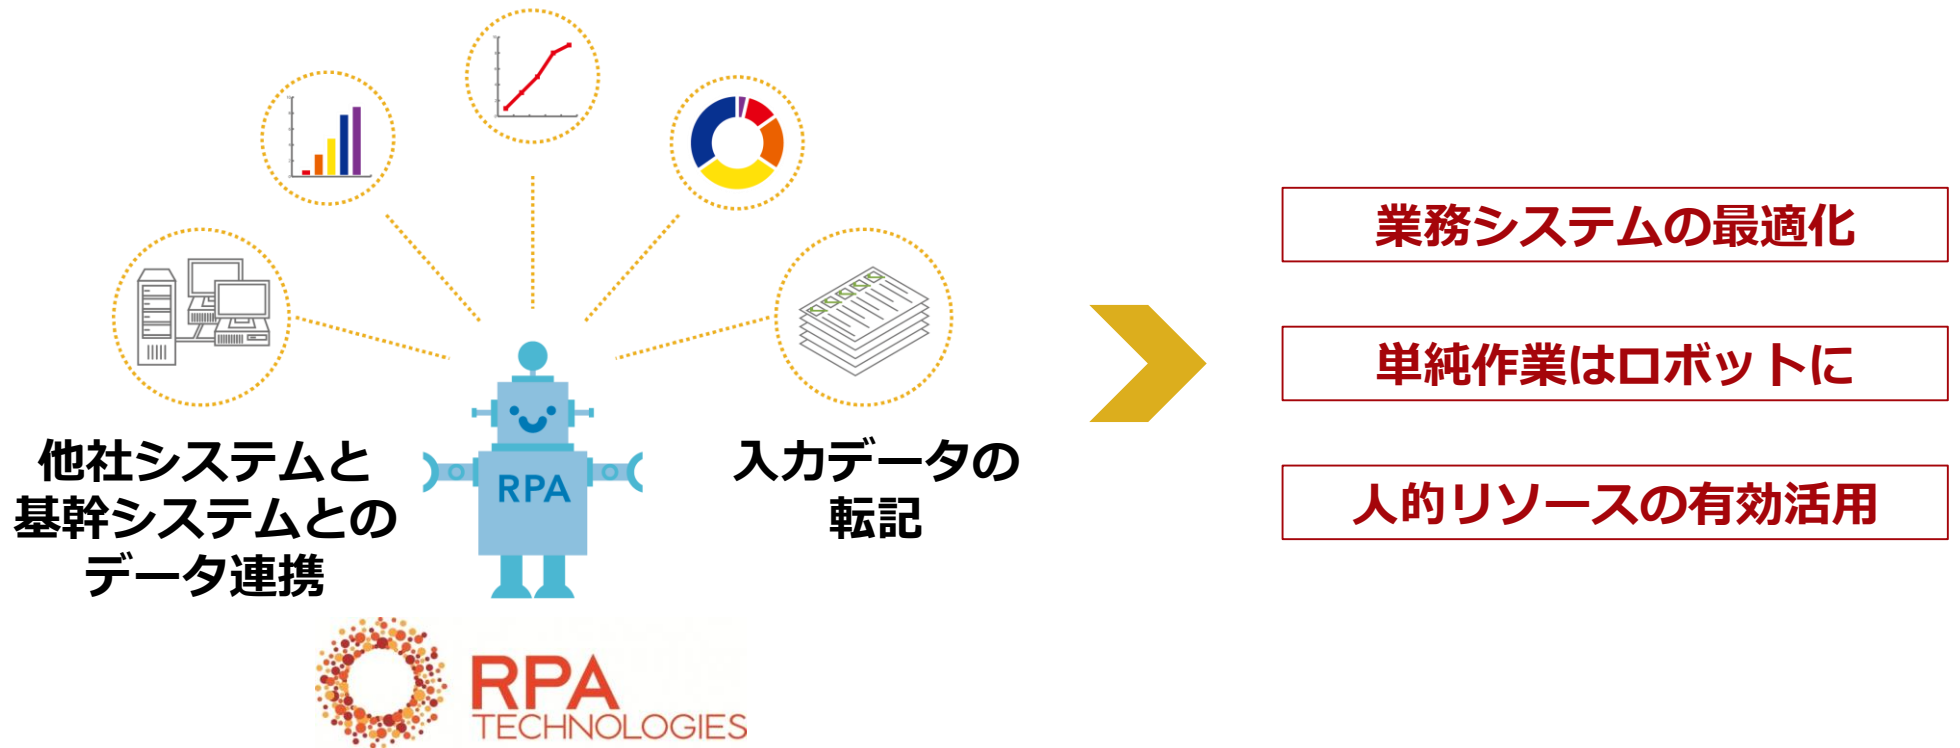 他社システムと
基幹システムとの
データ連携
RPA
入力データの
転記
RPA
TECHNOLOGIES
業務システムの最適化
単純作業はロボットに
人的リソースの有効活用